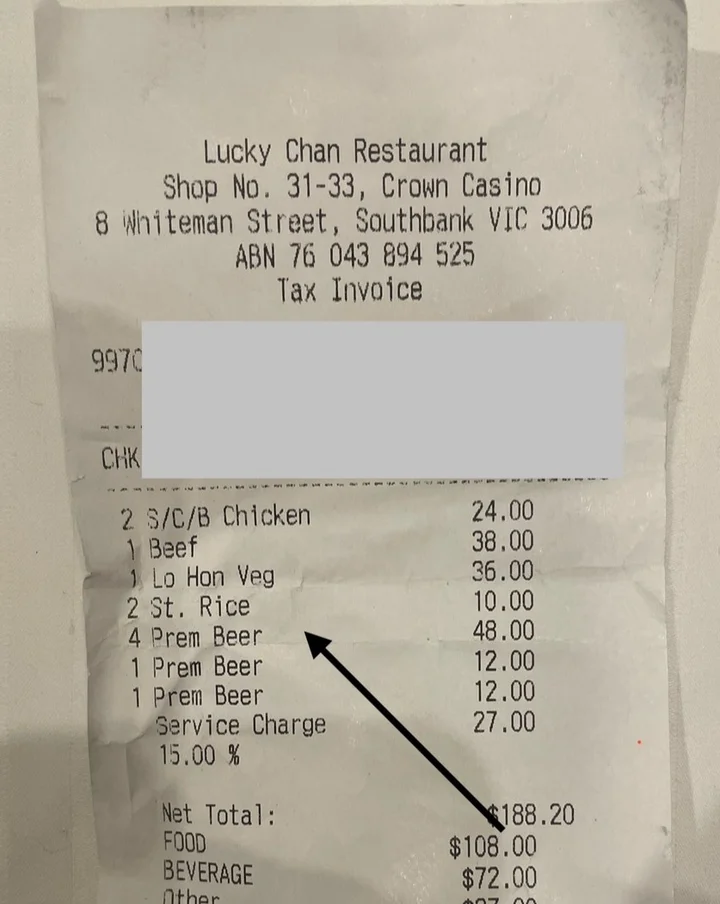 Lucky Chan Restaurant
Shop No. 31-33, Crown Casino
8 Whiteman Street, Southbank VIC 3006
ABN 76 043 894 525
Tax Invoice
997
CHK
2 S/C/B Chicken 24.00
1 Beef 38.00
1 Lo Hon Veg 36.00
2 St. Rice 10.00
4 Prem Beer 48.00
1 Prem Beer 12.00
1 Prem Beer 12.00
Service Charge 27.00
15.00 %
Net Total: $188.20
FOOD $108.00
BEVERAGE $72.00
Other